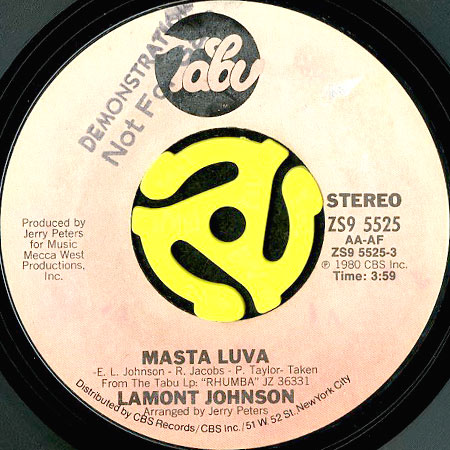 Tabu
DEMONSTRATION
Not For
STEREO
ZS9 5525
AA-AF
ZS9 5525-3
℗ 1980 CBS Inc.
Time: 3:59
Produced by
Jerry Peters
for Music
Mecca West
Productions,
Inc.
MASTA LUVA
-E. L. Johnson - R. Jacobs - P. Taylor- Taken
From The Tabu Lp: "RHUMBA" JZ 36331
LAMONT JOHNSON
Arranged by Jerry Peters
Distributed by CBS Records/CBS Inc./51 W. 52 St. New York City